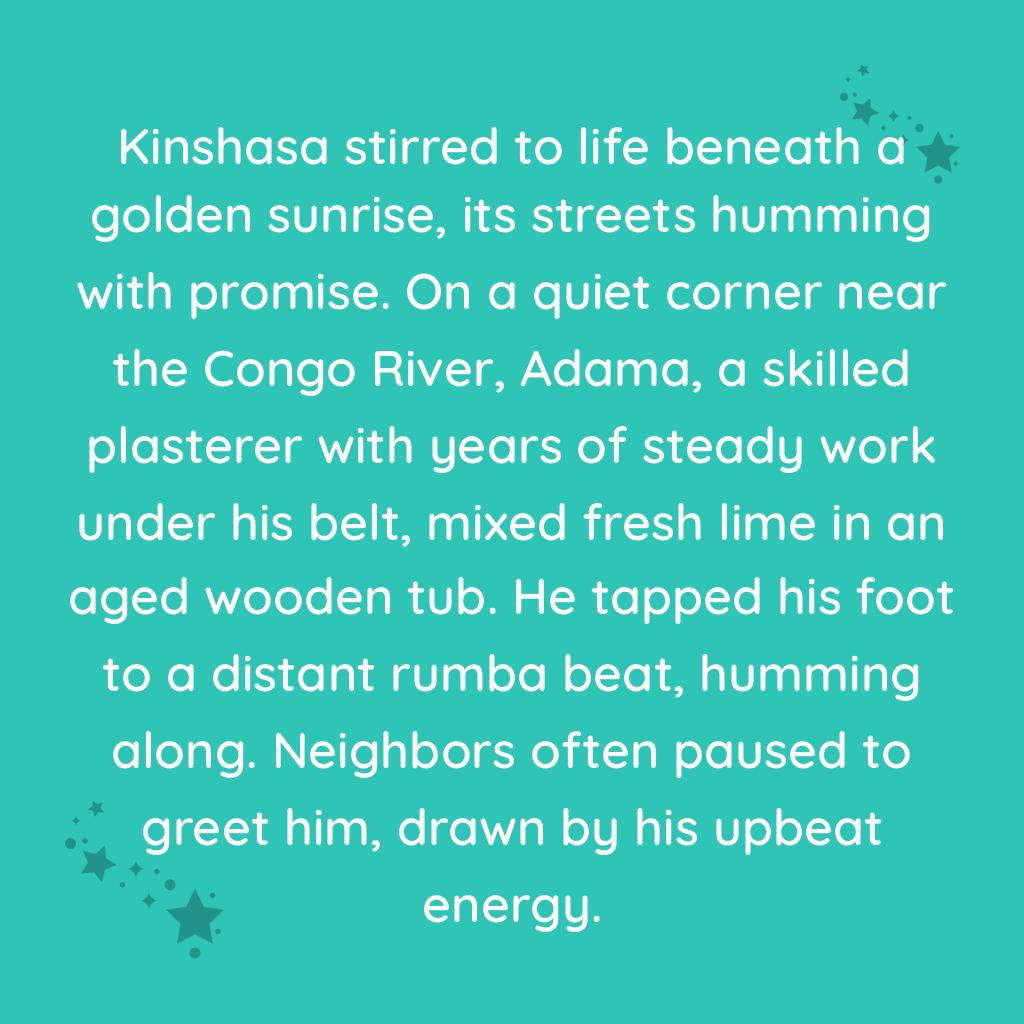 Kinshasa stirred to life beneath a
golden sunrise, its streets humming
with promise. On a quiet corner near
the Congo River, Adama, a skilled
plasterer with years of steady work
under his belt, mixed fresh lime in an
aged wooden tub. He tapped his foot
to a distant rumba beat, humming
along. Neighbors often paused to
greet him, drawn by his upbeat
energy.